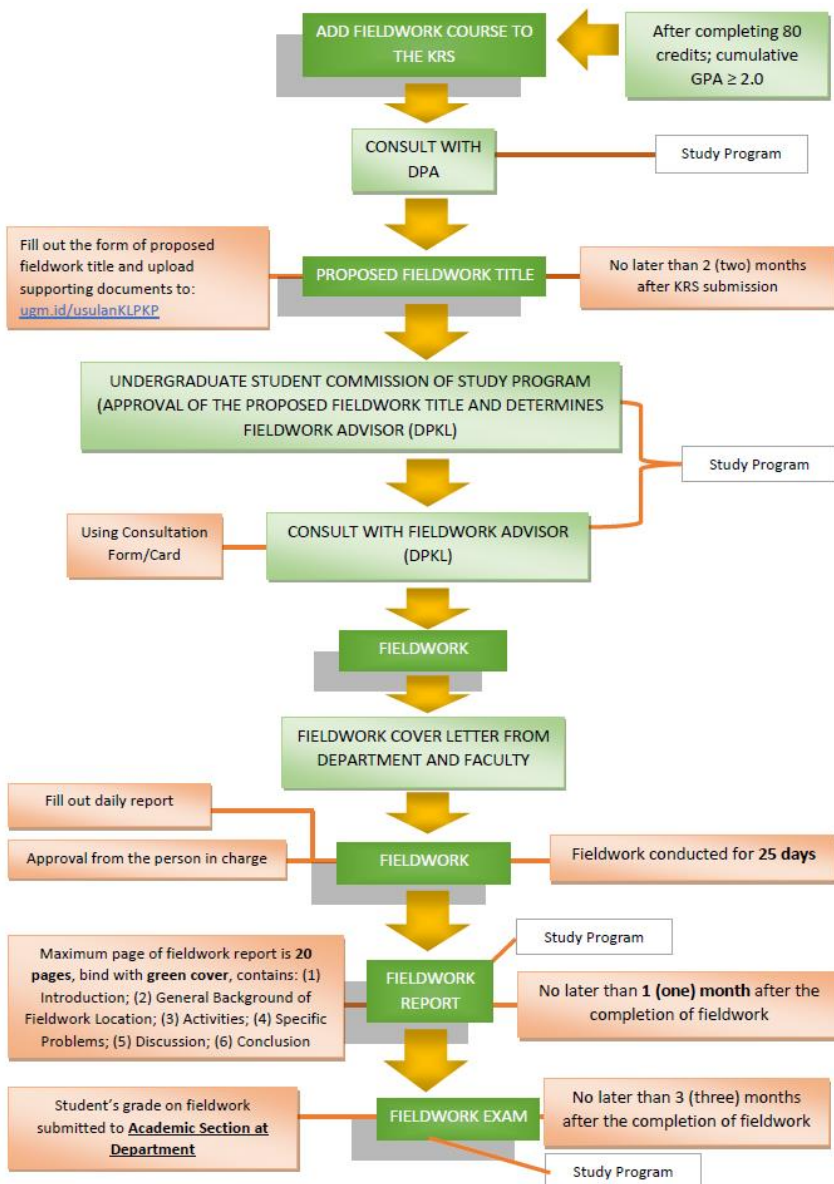 ADD FIELDWORK COURSE TO
THE KRS
After completing 80
credits; cumulative
GPA ≥ 2.0
CONSULT WITH
DPA
Study Program
Fill out the form of proposed
fieldwork title and upload
supporting documents to:
ugm.id/usulanKLPKP
PROPOSED FIELDWORK TITLE
No later than 2 (two) months
after KRS submission
UNDERGRADUATE STUDENT COMMISSION OF STUDY PROGRAM
(APPROVAL OF THE PROPOSED FIELDWORK TITLE AND DETERMINES
FIELDWORK ADVISOR (DPKL)
Study Program
Using Consultation
Form/Card
CONSULT WITH FIELDWORK ADVISOR
(DPKL)
FIELDWORK
FIELDWORK COVER LETTER FROM
DEPARTMENT AND FACULTY
Fill out daily report
Approval from the person in charge
FIELDWORK
Fieldwork conducted for 25 days
Study Program
Maximum page of fieldwork report is 20
pages, bind with green cover, contains: (1)
Introduction; (2) General Background of
Fieldwork Location; (3) Activities; (4) Specific
Problems; (5) Discussion; (6) Conclusion
FIELDWORK
REPORT
No later than 1 (one) month after the
completion of fieldwork
Student's grade on fieldwork
submitted to Academic Section at
Department
FIELDWORK EXAM
No later than 3 (three) months
after the completion of fieldwork
Study Program